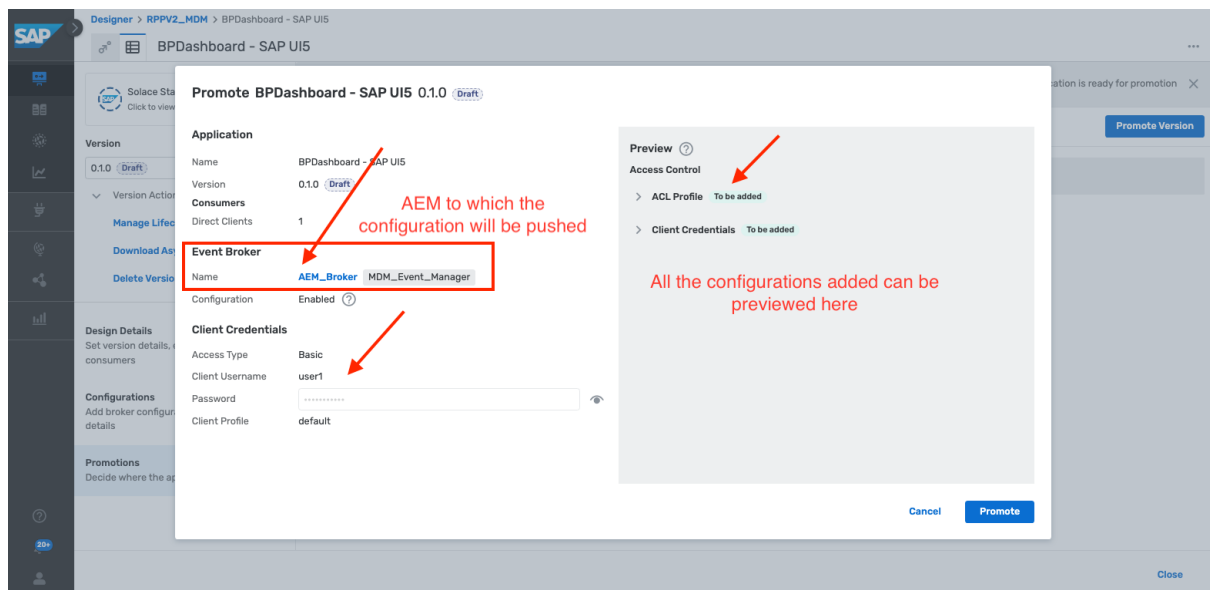 SAP
Designer > RPPV2_MDM > BPDashboard - SAP UI5
BPDashboard - SAP UI5
Solace Sta
Click to view
ation is ready for promotion
Promote Version
Version
0.1.0 Draft
Version Action
Manage Lifec
Download As
Delete Versio
Design Details
Set version details,
consumers
Configurations
Add broker configur
details
Promotions
Decide where the ap
20+
Promote BPDashboard - SAP UI5 0.1.0 Draft
Application
Name BPDashboard - SAP UI5
Version 0.1.0 Draft
Consumers
Direct Clients 1
AEM to which the
configuration will be pushed
Event Broker
Name AEM_Broker MDM_Event_Manager
Configuration Enabled
Client Credentials
Access Type Basic
Client Username user1
Password
Client Profile default
Preview
Access Control
ACL Profile To be added
Client Credentials To be added
All the configurations added can be
previewed here
Cancel Promote
Close